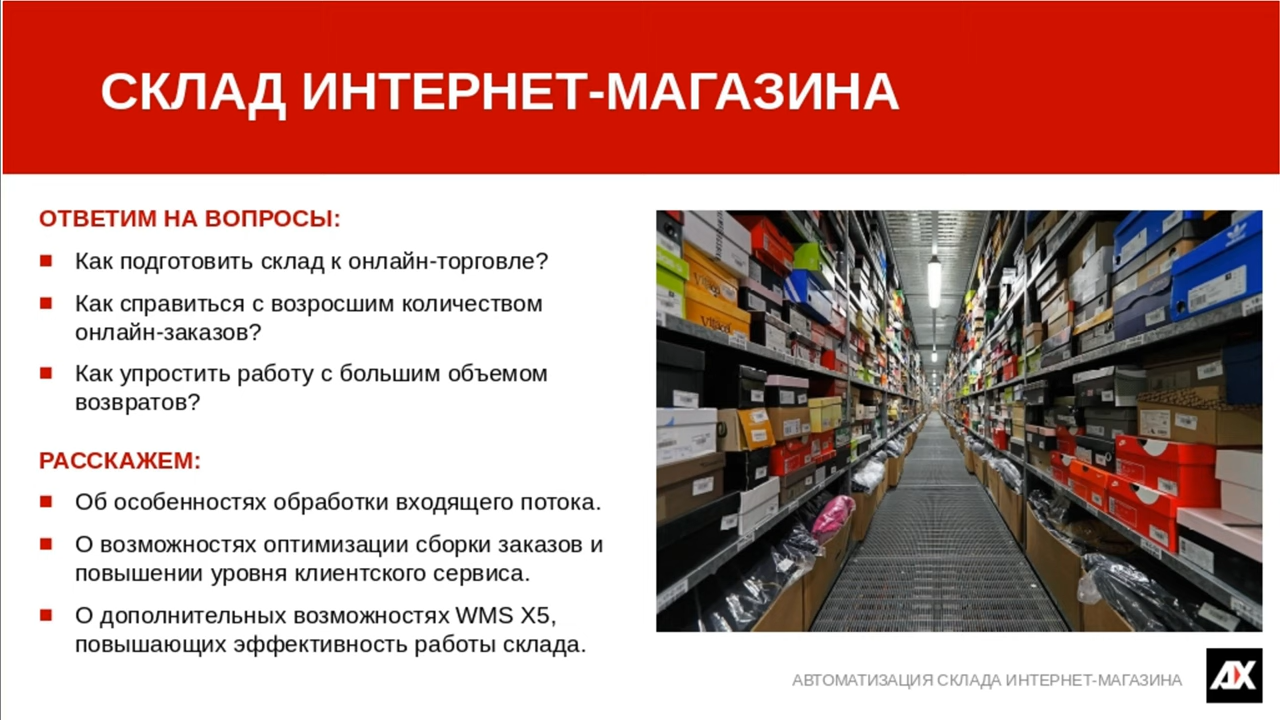 СКЛАД ИНТЕРНЕТ-МАГАЗИНА
ОТВЕТИМ НА ВОПРОСЫ:
Как подготовить склад к онлайн-торговле?
Как справиться с возросшим количеством
онлайн-заказов?
Как упростить работу с большим объемом
возвратов?
РАССКАЖЕМ:
Об особенностях обработки входящего потока.
О возможностях оптимизации сборки заказов и
повышении уровня клиентского сервиса.
О дополнительных возможностях WMS X5,
повышающих эффективность работы склада.
АВТОМАТИЗАЦИЯ СКЛАДА ИНТЕРНЕТ-МАГАЗИНА
AX